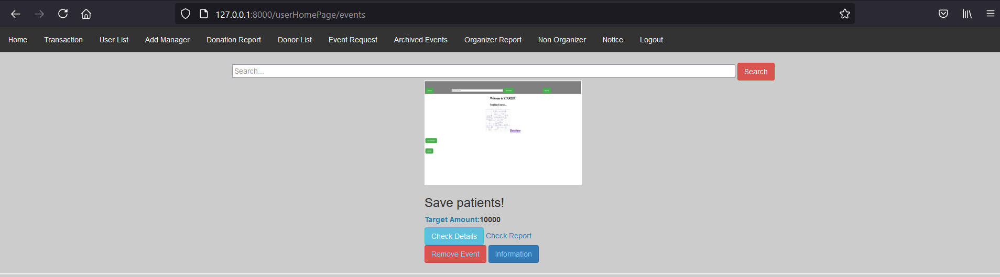 127.0.0.1:8000/userHomePage/events
Home Transaction User List Add Manager Donation Report Donor List Event Request Archived Events Organizer Report Non Organizer Notice Logout
Search... Search
Welcome to STAREDU
Trending Courses...
Database
Save patients!
Target Amount:10000
Check Details Check Report
Remove Event Information